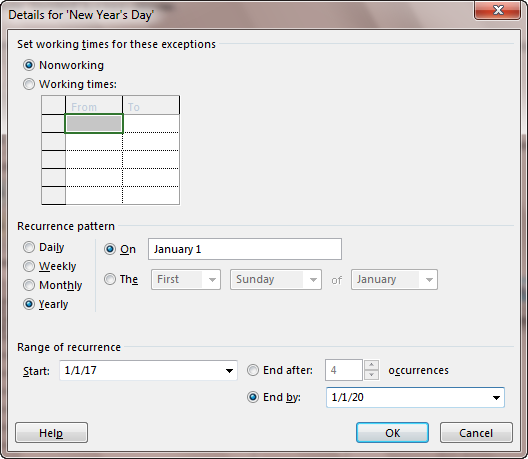 Details for 'New Year's Day'
Set working times for these exceptions
Nonworking
Working times:
From To
Recurrence pattern
Daily
Weekly
Monthly
Yearly
On January 1
The First Sunday of January
Range of recurrence
Start: 1/1/17
End after: 4 occurrences
End by: 1/1/20
Help OK Cancel